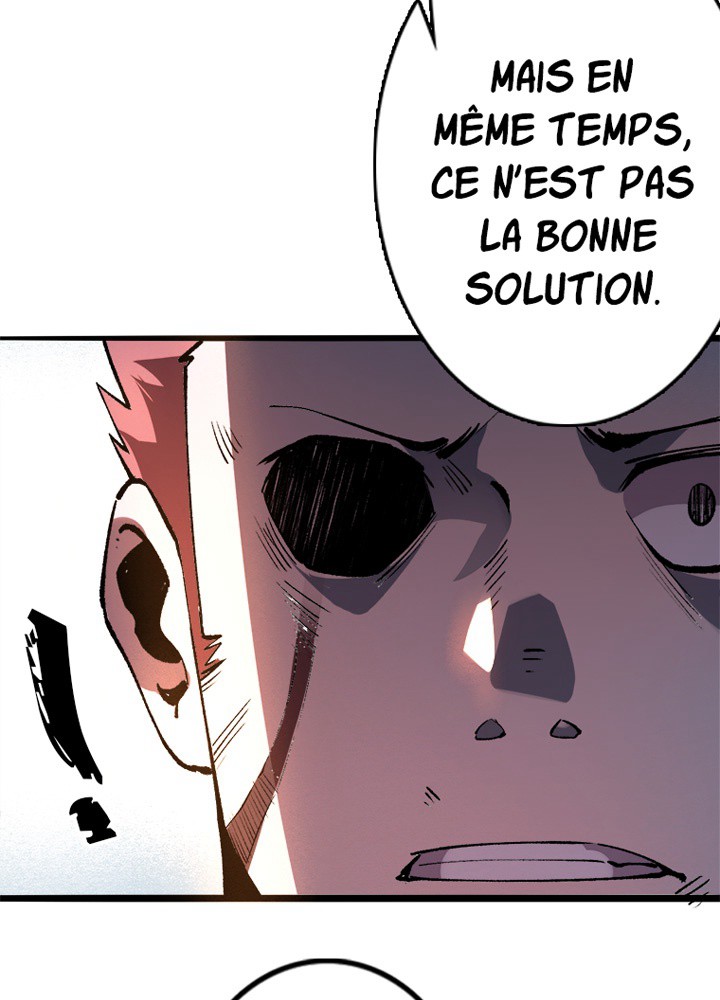 MAIS EN
MÊME TEMPS,
CE N'EST PAS
LA BONNE
SOLUTION.
!